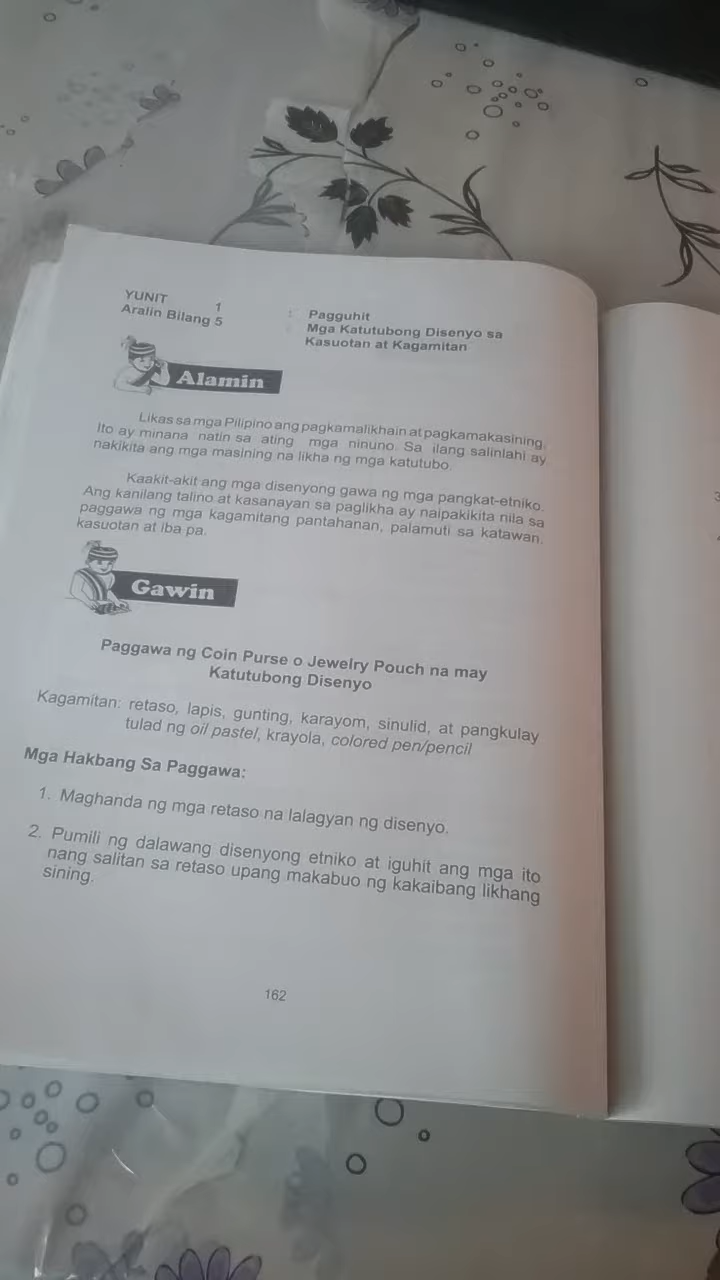 YUNIT 1 : Pagguhit
Aralin Bilang 5 : Mga Katutubong Disenyo sa
Kasuotan at Kagamitan
Alamin
Likas sa mga Pilipino ang pagkamalikhain at pagkamakasining.
Ito ay minana natin sa ating mga ninuno. Sa ilang salinlahi ay
nakikita ang mga masining na likha ng mga katutubo.
Kaakit-akit ang mga disenyong gawa ng mga pangkat-etniko.
Ang kanilang talino at kasanayan sa paglikha ay naipakikita nila sa
paggawa ng mga kagamitang pantahanan, palamuti sa katawan,
kasuotan at iba pa.
Gawin
Paggawa ng Coin Purse o Jewelry Pouch na may
Katutubong Disenyo
Kagamitan: retaso, lapis, gunting, karayom, sinulid, at pangkulay
tulad ng oil pastel, krayola, colored pen/pencil
Mga Hakbang Sa Paggawa:
1. Maghanda ng mga retaso na lalagyan ng disenyo.
2. Pumili ng dalawang disenyong etniko at iguhit ang mga ito
nang salitan sa retaso upang makabuo ng kakaibang likhang
sining.
162